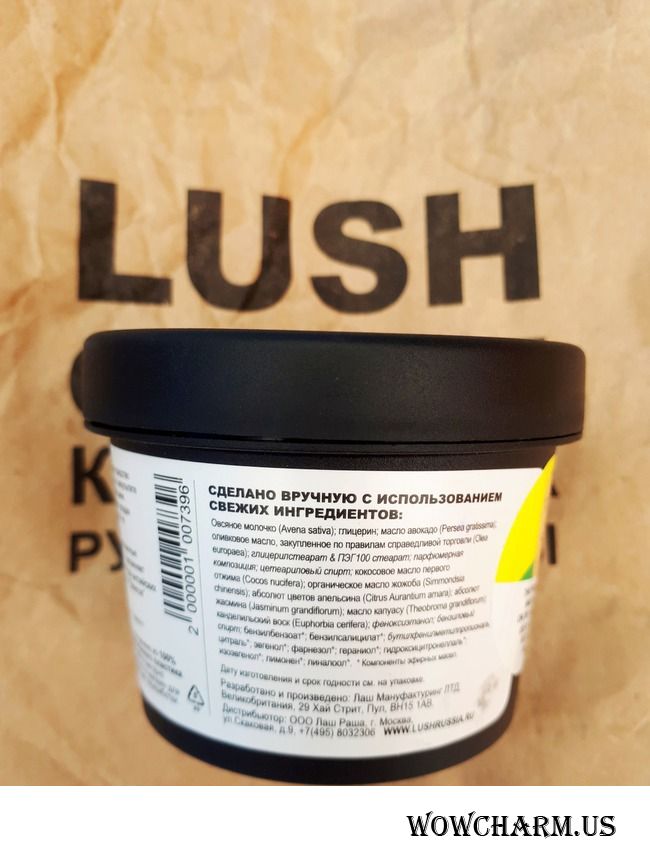 LUSH
К
РУ
Ы
СДЕЛАНО ВРУЧНУЮ С ИСПОЛЬЗОВАНИЕМ
СВЕЖИХ ИНГРЕДИЕНТОВ:
Овсяное молочко (Avena sativa); глицерин; масло авокадо (Persea gratissima);
оливковое масло, закупленное по правилам справедливой торговли (Olea
europaea); глицерилстеарат & ПЭГ100 стеарат; парфюмерная
композиция; цетеариловый спирт; кокосовое масло первого
отжима (Cocos nucifera); органическое масло жожоба (Simmondsia
chinensis); абсолют цветов апельсина (Citrus Aurantium amara); абсолют
жасмина (Jasminum grandiflorum); масло капуасу (Theobroma grandiflorum);
канделильский воск (Euphorbia cerifera); феноксиэтанол; бензиловый
спирт; бензилбензоат*; бензилсалицилат*; бутилфенилметилпропиональ;
цитраль*; эвгенол*; фарнезол*; гераниол*; гидроксицитронеллаль*;
изоэвгенол*; лимонен*; линалоол*. * Компоненты эфирных масел.
Дату изготовления и срок годности см. на упаковке.
Разработано и произведено: Лаш Мануфактуринг ЛТД,
Великобритания, 29 Хай Стрит, Пул, BH15 1AB.
Дистрибьютор: ООО Лаш Раша, г. Москва,
ул.Скаковая, д.9, +7(495) 8032306 WWW.LUSHRUSSIA.RU
2 000001 007396
WOWCHARM.US